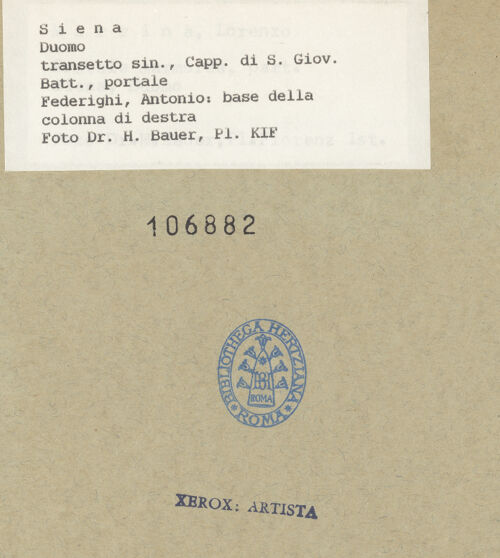 S i e n a
Duomo
transetto sin., Capp. di S. Giov.
Batt., portale
Federighi, Antonio: base della
colonna di destra
Foto Dr. H. Bauer, Pl. KIF
106882
BIBLIOTHECA HERTZIANA
ROMA
ROMA
XEROX: ARTISTA